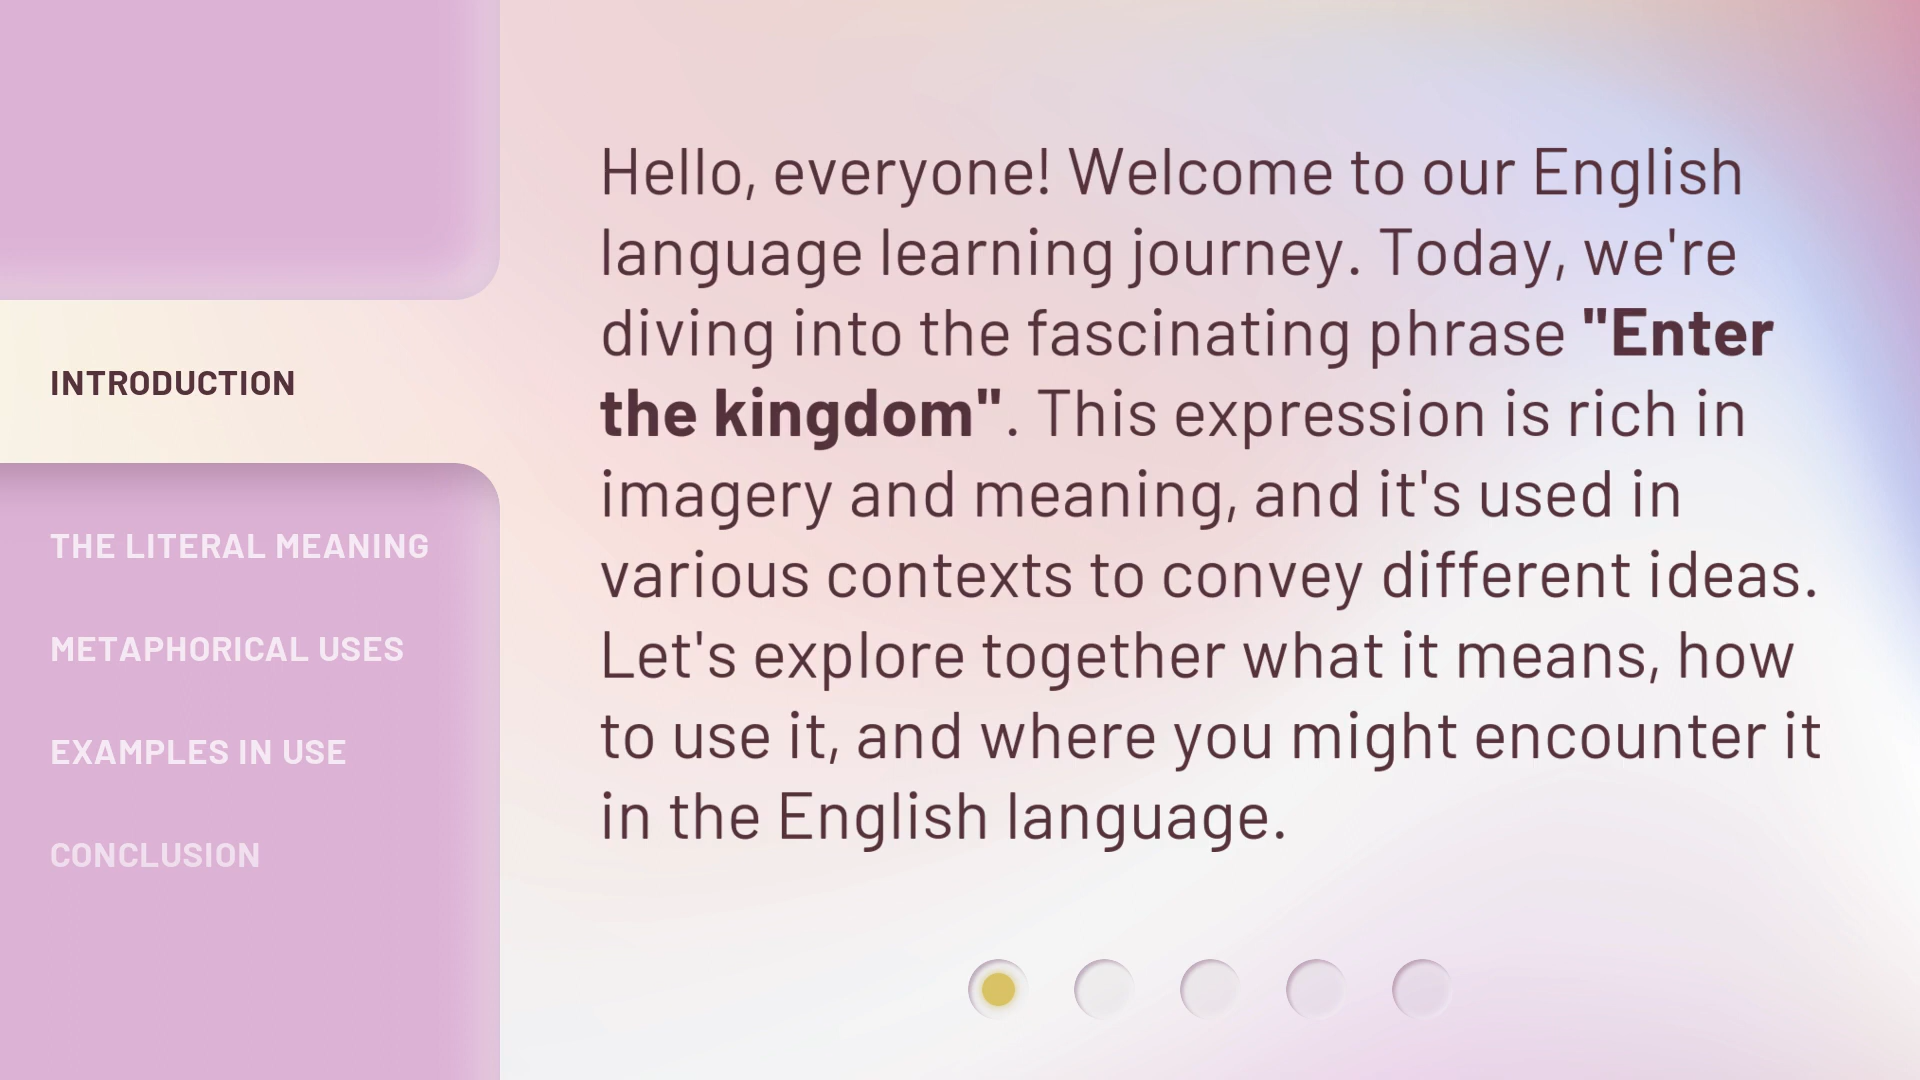 INTRODUCTION
THE LITERAL MEANING
METAPHORICAL USES
EXAMPLES IN USE
CONCLUSION
Hello, everyone! Welcome to our English
language learning journey. Today, we're
diving into the fascinating phrase "Enter
the kingdom". This expression is rich in
imagery and meaning, and it's used in
various contexts to convey different ideas.
Let's explore together what it means, how
to use it, and where you might encounter it
in the English language.